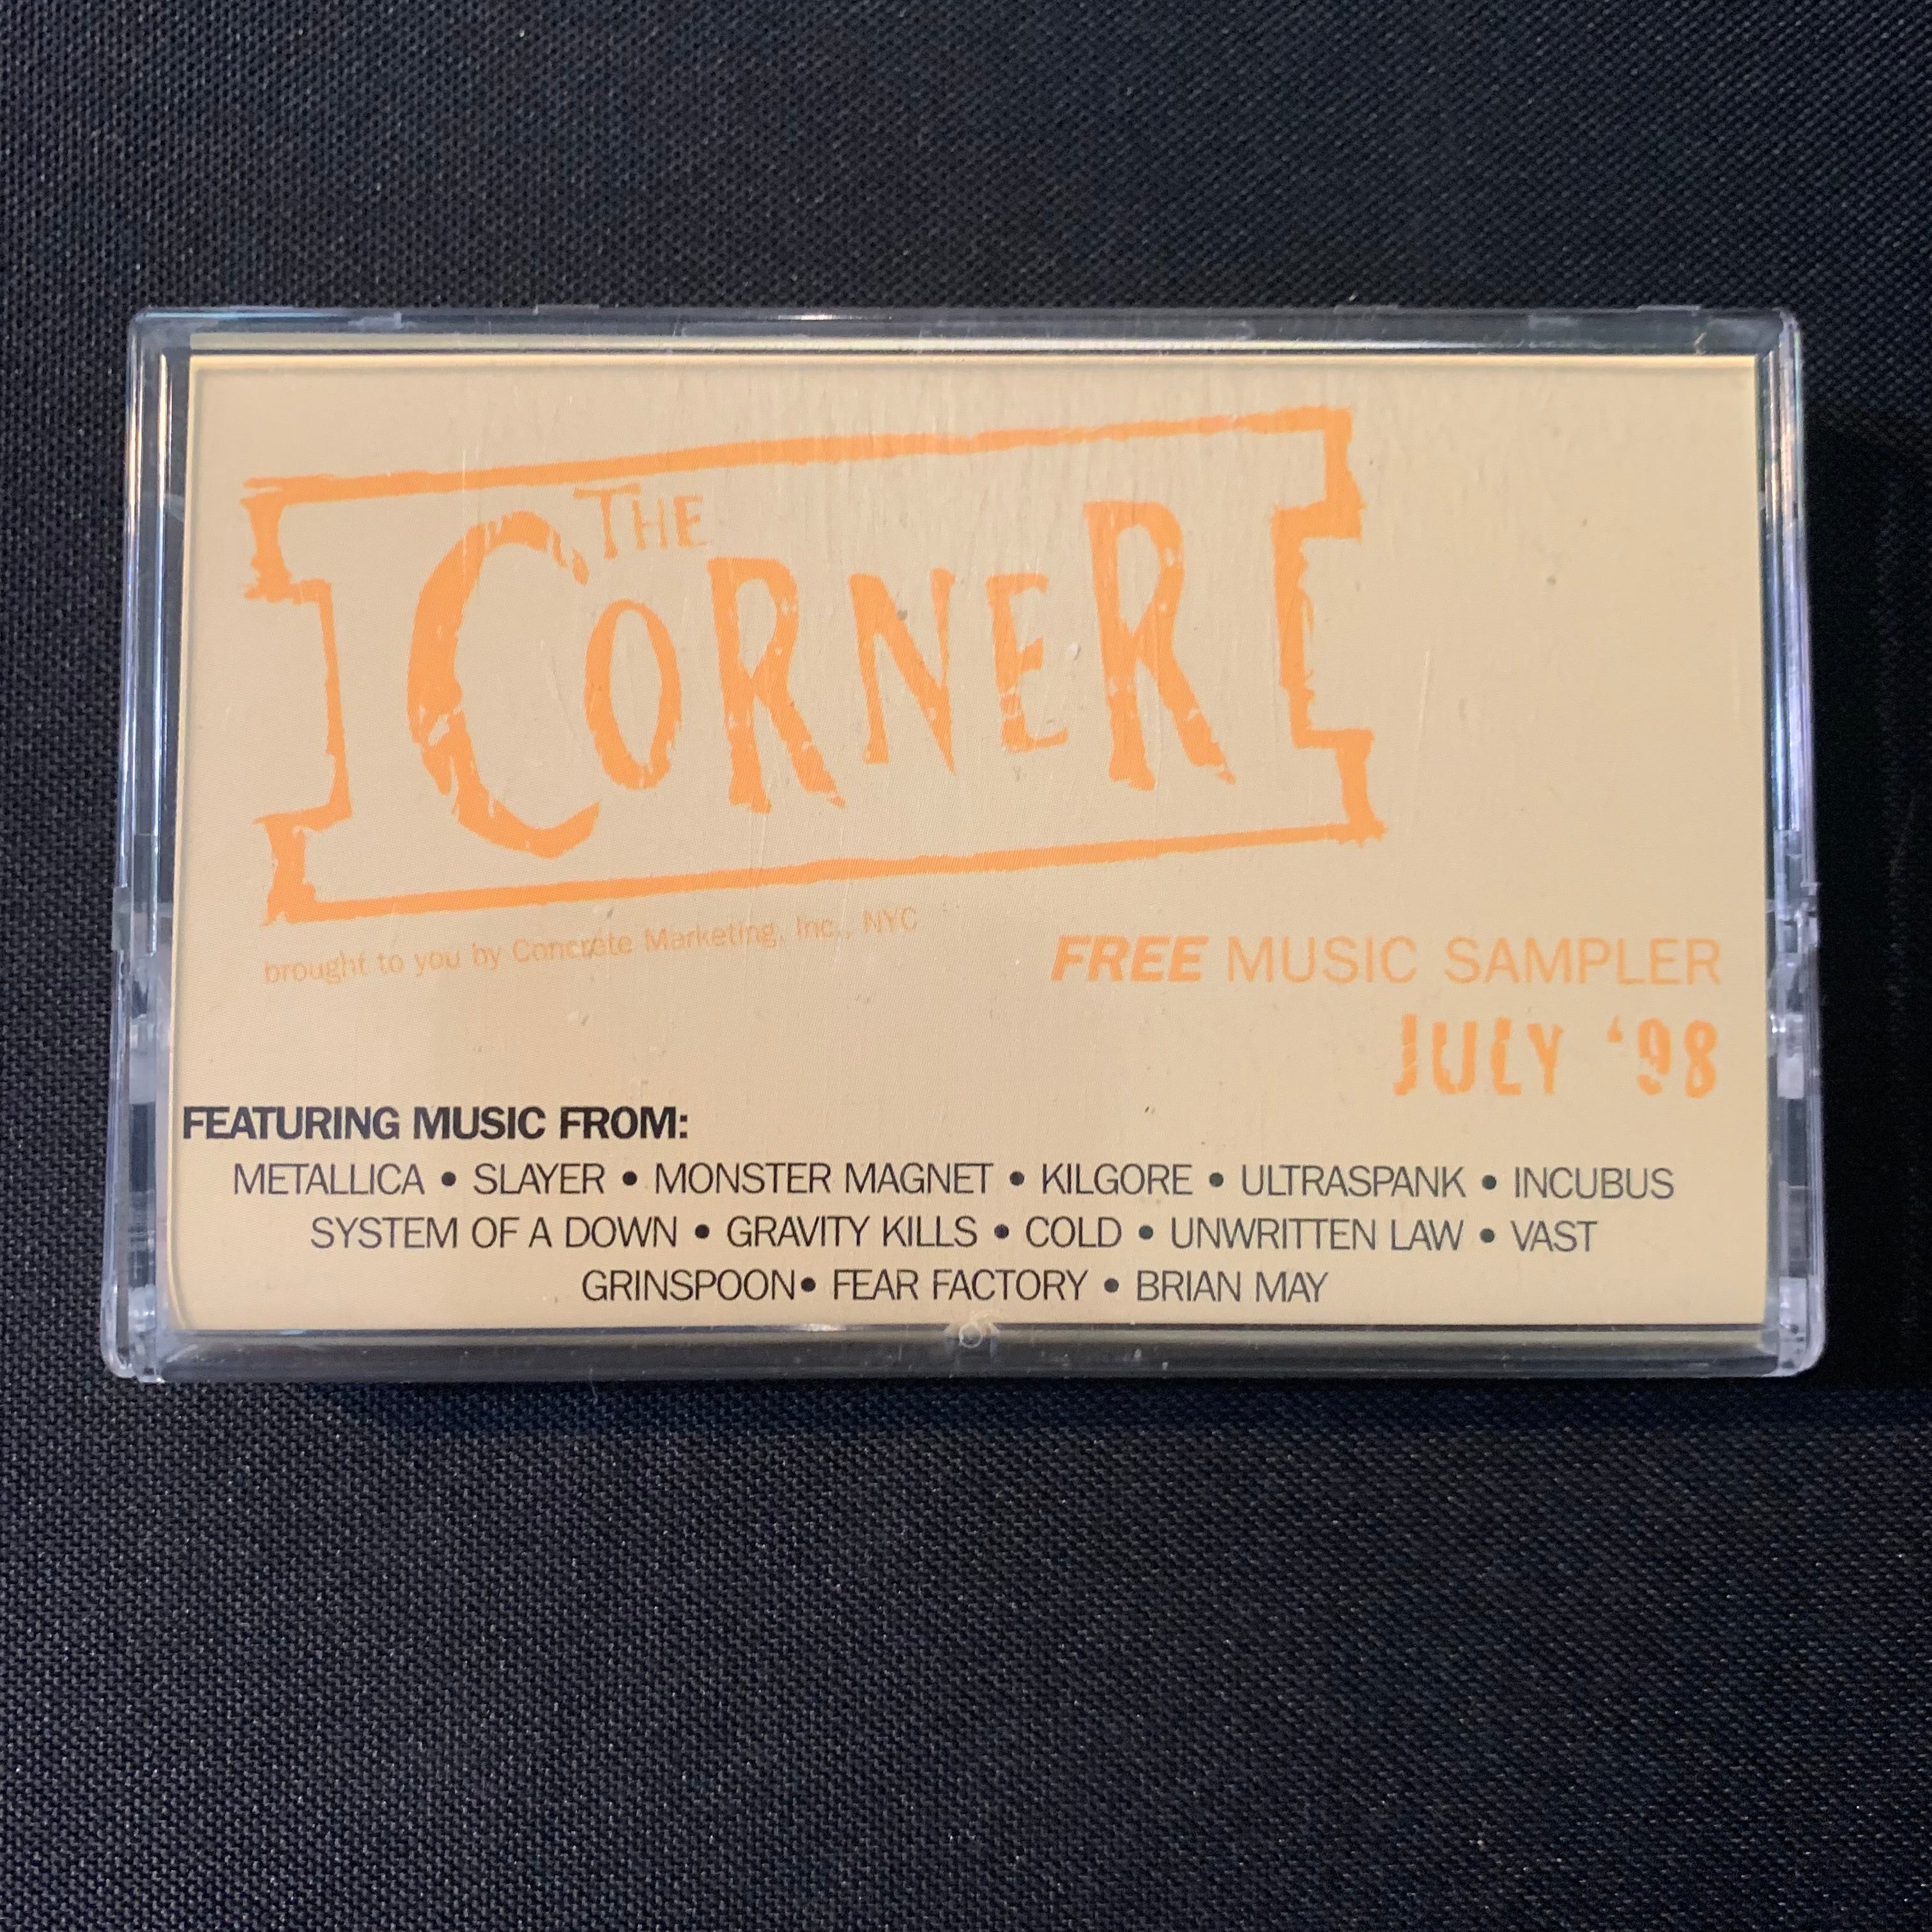 THE
CORNER
brought to you by Concrete Marketing, Inc., NYC
FREE MUSIC SAMPLER
JULY '98
FEATURING MUSIC FROM:
METALLICA • SLAYER • MONSTER MAGNET • KILGORE • ULTRASPANK • INCUBUS
SYSTEM OF A DOWN • GRAVITY KILLS • COLD • UNWRITTEN LAW • VAST
GRINSPOON• FEAR FACTORY • BRIAN MAY